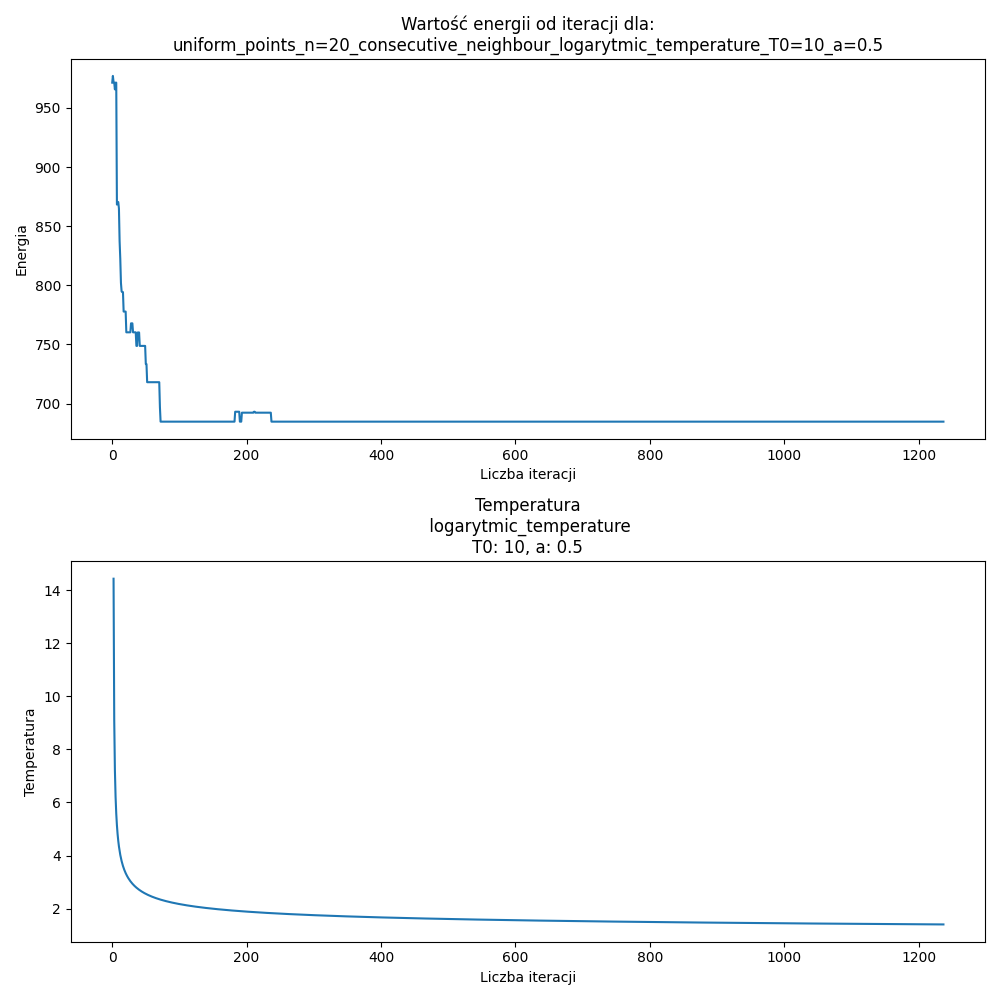 Wartość energii od iteracji dla:
uniform_points_n=20_consecutive_neighbour_logarytmic_temperature_T0=10_a=0.5
950
900
850
800
750
700
Energia
0 200 400 600 800 1000 1200
Liczba iteracji
Temperatura
logarytmic_temperature
T0: 10, a: 0.5
14
12
10
8
6
4
2
Temperatura
0 200 400 600 800 1000 1200
Liczba iteracji